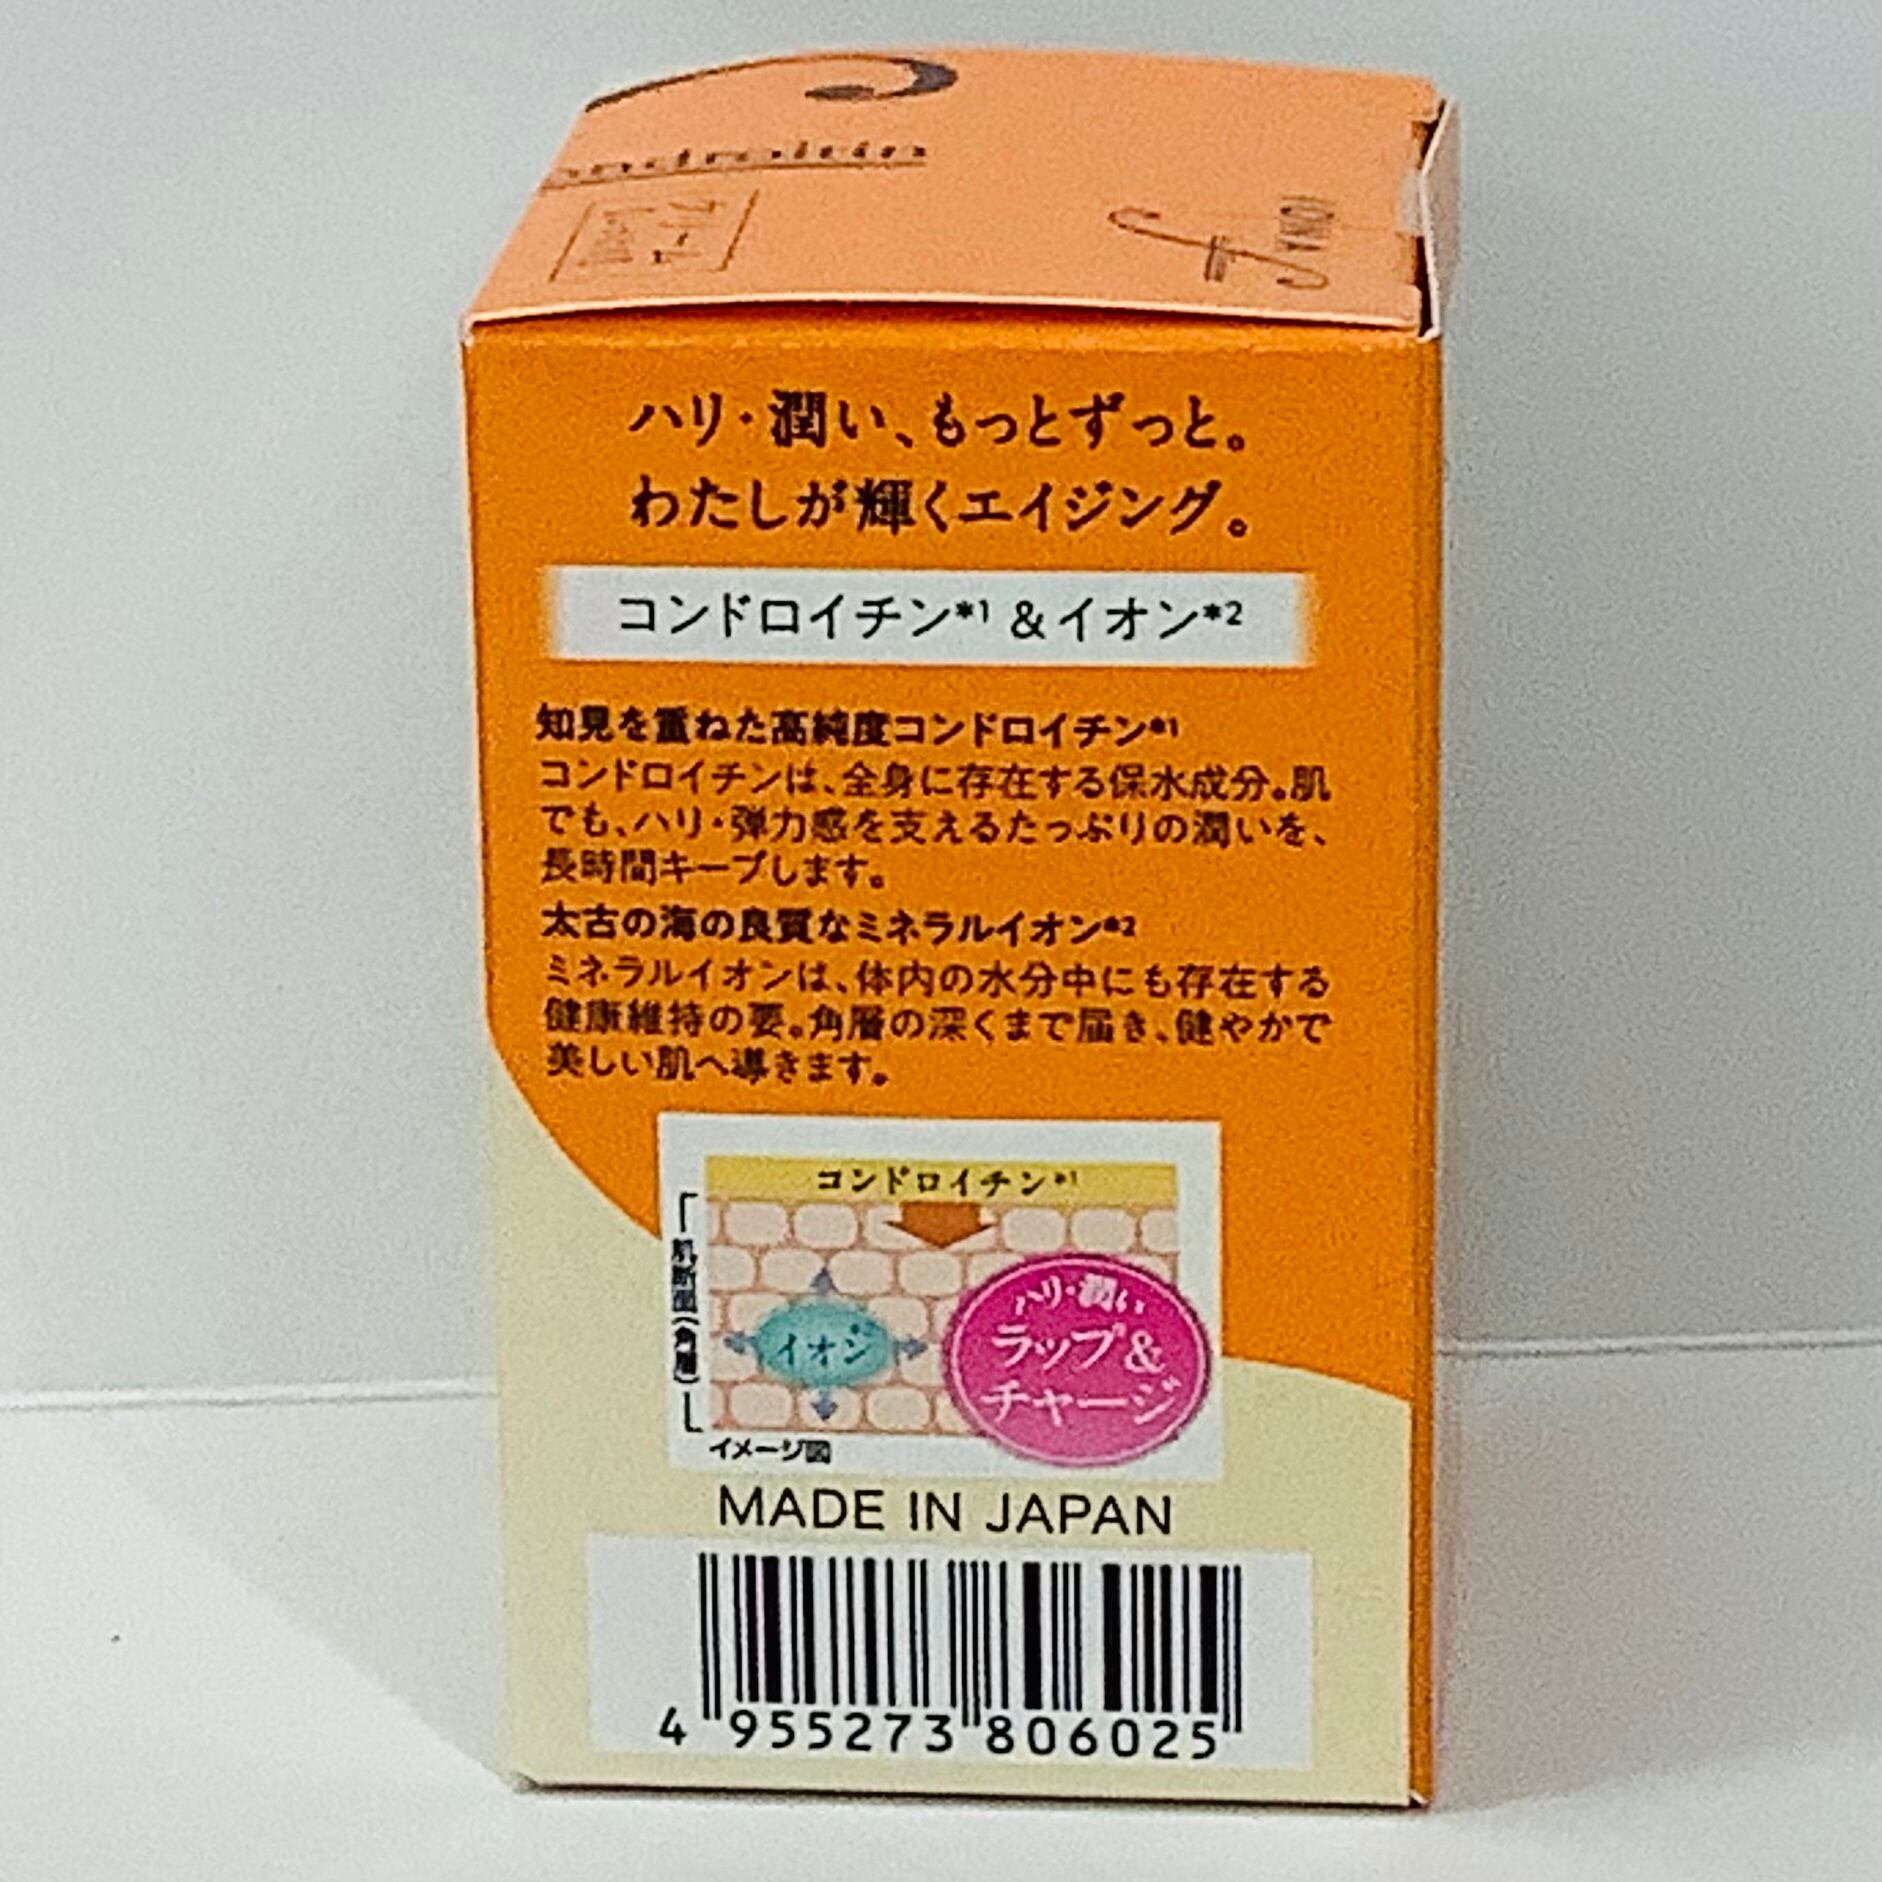 ハリ・潤い、もっとずっと。
わたしが輝くエイジング。
コンドロイチン*1 &イオン*2
知見を重ねた高純度コンドロイチン*1
コンドロイチンは、全身に存在する保水成分。肌
でも、ハリ・弾力感を支えるたっぷりの潤いを、
長時間キープします。
太古の海の良質なミネラルイオン*2
ミネラルイオンは、体内の水分中にも存在する
健康維持の要。角層の深くまで届き、健やかで
美しい肌へ導きます。
コンドロイチン*1
肌断面(角層)
イオン
ハリ・潤い
ラップ&
チャージ
イメージ図
MADE IN JAPAN
4 955273 806025